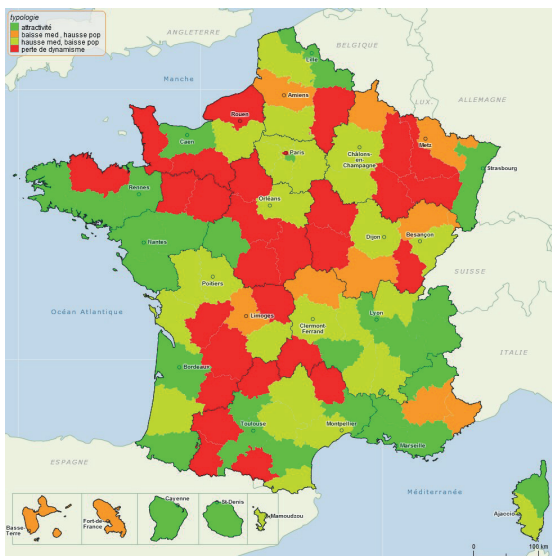 typologie
attractivité
baisse med , hausse pop
hausse med, baisse pop
perte de dynamisme
ANGLETERRE
BELGIQUE
Lille
Manche
LUX.
ALLEMAGNE
Amiens
Rouen
Caen
Paris
Châlons-
en-
Champagne
Metz
Strasbourg
Rennes
Orléans
Nantes
Dijon
Besançon
SUISSE
Poitiers
Océan Atlantique
Limoges
Clermont-
Ferrand
Lyon
ITALIE
Bordeaux
Toulouse
Montpellier
Marseille
ESPAGNE
Méditerranée
Ajaccio
Basse-
Terre
Fort-de-
France
Cayenne
St-Denis
Mamoudzou
0
100 km